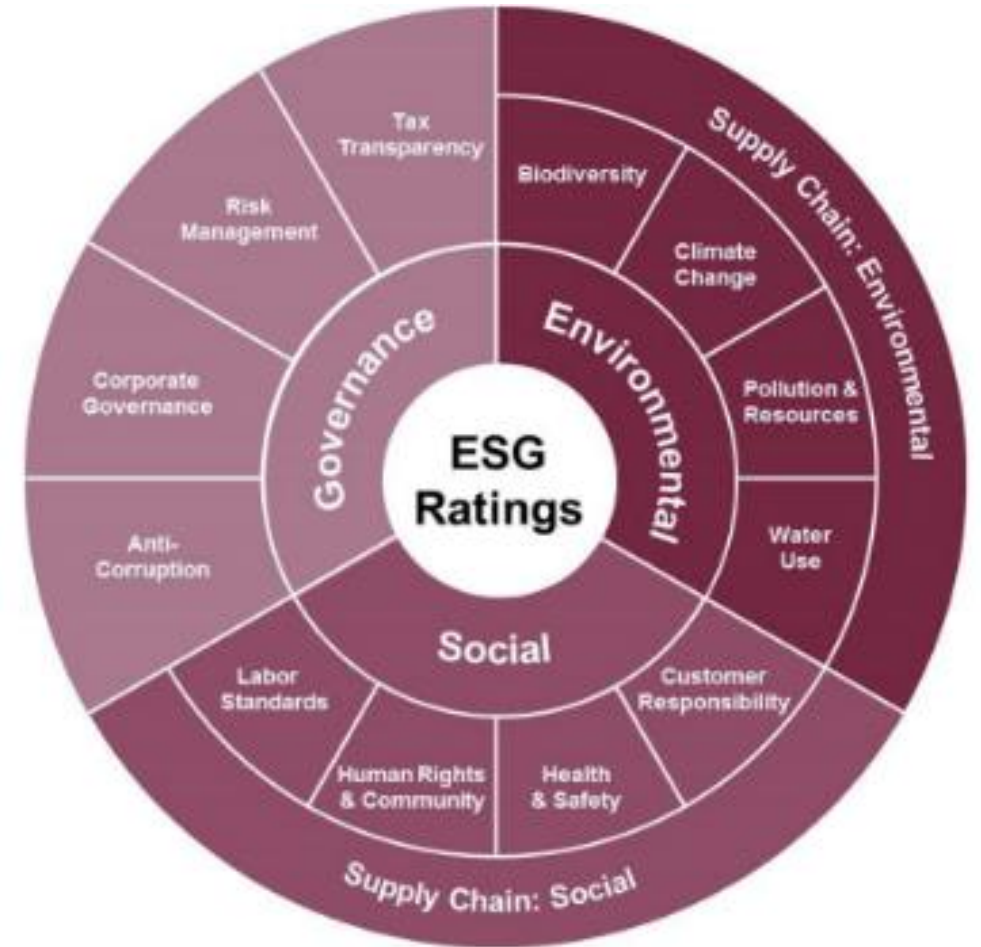 ESG
Ratings
Environmental
Biodiversity
Climate
Change
Pollution &
Resources
Water
Use
Supply Chain: Environmental
Social
Customer
Responsibility
Health
& Safety
Human Rights
& Community
Labor
Standards
Supply Chain: Social
Governance
Anti-
Corruption
Corporate
Governance
Risk
Management
Tax
Transparency